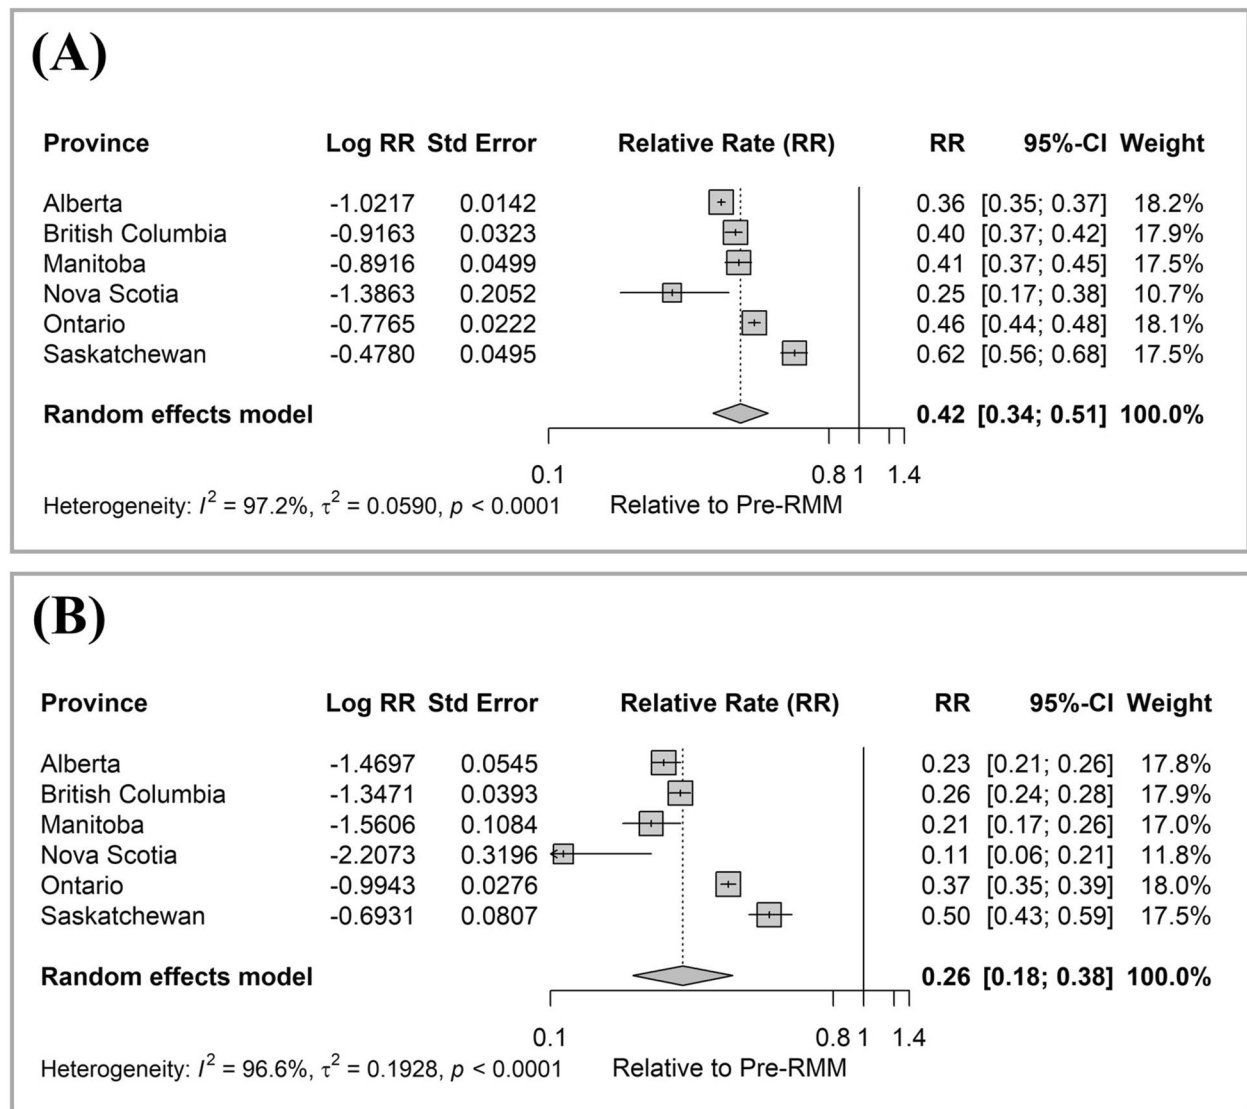 (A)
Province Log RR Std Error Relative Rate (RR) RR 95%-CI Weight
Alberta -1.0217 0.0142 0.36 [0.35; 0.37] 18.2%
British Columbia -0.9163 0.0323 0.40 [0.37; 0.42] 17.9%
Manitoba -0.8916 0.0499 0.41 [0.37; 0.45] 17.5%
Nova Scotia -1.3863 0.2052 0.25 [0.17; 0.38] 10.7%
Ontario -0.7765 0.0222 0.46 [0.44; 0.48] 18.1%
Saskatchewan -0.4780 0.0495 0.62 [0.56; 0.68] 17.5%
Random effects model 0.42 [0.34; 0.51] 100.0%
0.1 0.8 1 1.4
Heterogeneity: I² = 97.2%, τ² = 0.0590, p < 0.0001 Relative to Pre-RMM
(B)
Province Log RR Std Error Relative Rate (RR) RR 95%-CI Weight
Alberta -1.4697 0.0545 0.23 [0.21; 0.26] 17.8%
British Columbia -1.3471 0.0393 0.26 [0.24; 0.28] 17.9%
Manitoba -1.5606 0.1084 0.21 [0.17; 0.26] 17.0%
Nova Scotia -2.2073 0.3196 0.11 [0.06; 0.21] 11.8%
Ontario -0.9943 0.0276 0.37 [0.35; 0.39] 18.0%
Saskatchewan -0.6931 0.0807 0.50 [0.43; 0.59] 17.5%
Random effects model 0.26 [0.18; 0.38] 100.0%
0.1 0.8 1 1.4
Heterogeneity: I² = 96.6%, τ² = 0.1928, p < 0.0001 Relative to Pre-RMM